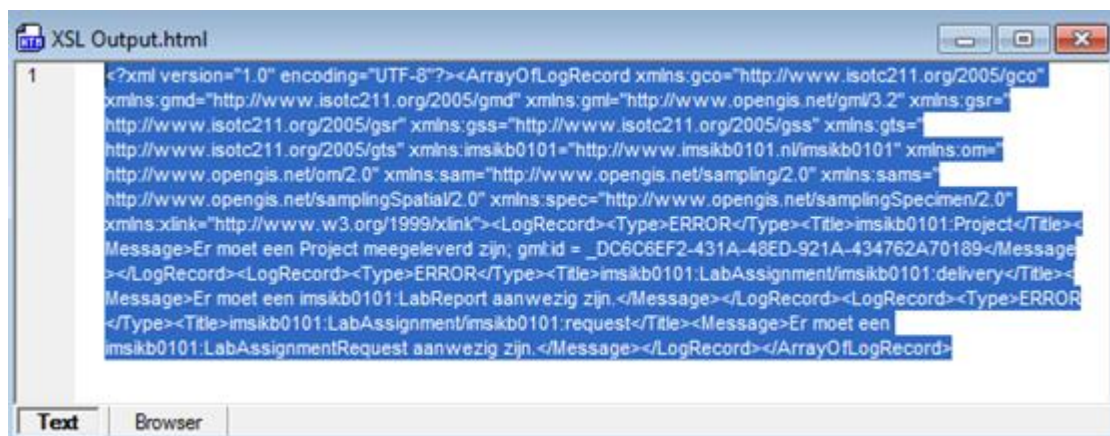 XSL Output.html
1
<?xml version="1.0" encoding="UTF-8"?><ArrayOfLogRecord xmlns:gco="http://www.isotc211.org/2005/gco"
xmlns:gmd="http://www.isotc211.org/2005/gmd" xmlns:gml="http://www.opengis.net/gml/3.2" xmlns:gsr="
http://www.isotc211.org/2005/gsr" xmlns:gss="http://www.isotc211.org/2005/gss" xmlns:gts="
http://www.isotc211.org/2005/gts" xmlns:imsikb0101="http://www.imsikb0101.nl/imsikb0101" xmlns:om="
http://www.opengis.net/om/2.0" xmlns:sam="http://www.opengis.net/sampling/2.0" xmlns:sams="
http://www.opengis.net/samplingSpatial/2.0" xmlns:spec="http://www.opengis.net/samplingSpecimen/2.0"
xmlns:xlink="http://www.w3.org/1999/xlink"><LogRecord><Type>ERROR</Type><Title>imsikb0101:Project</Title><
Message>Er moet een Project meegeleverd zijn; gml:id = _DC6C6EF2-431A-48ED-921A-434762A70189</Message
></LogRecord><LogRecord><Type>ERROR</Type><Title>imsikb0101:LabAssignment/imsikb0101:delivery</Title><
Message>Er moet een imsikb0101:LabReport aanwezig zijn.</Message></LogRecord><LogRecord><Type>ERROR
</Type><Title>imsikb0101:LabAssignment/imsikb0101:request</Title><Message>Er moet een
imsikb0101:LabAssignmentRequest aanwezig zijn.</Message></LogRecord></ArrayOfLogRecord>
Text Browser